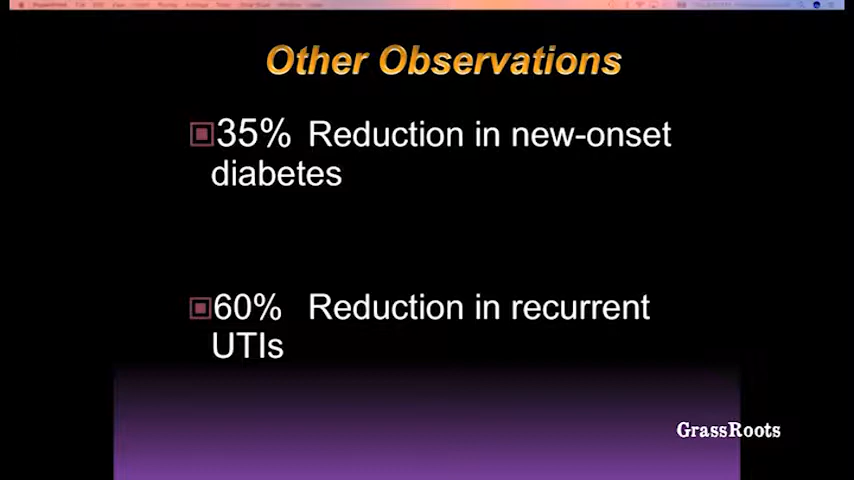 Other Observations
35% Reduction in new-onset
diabetes
60% Reduction in recurrent
UTIs
GrassRoots